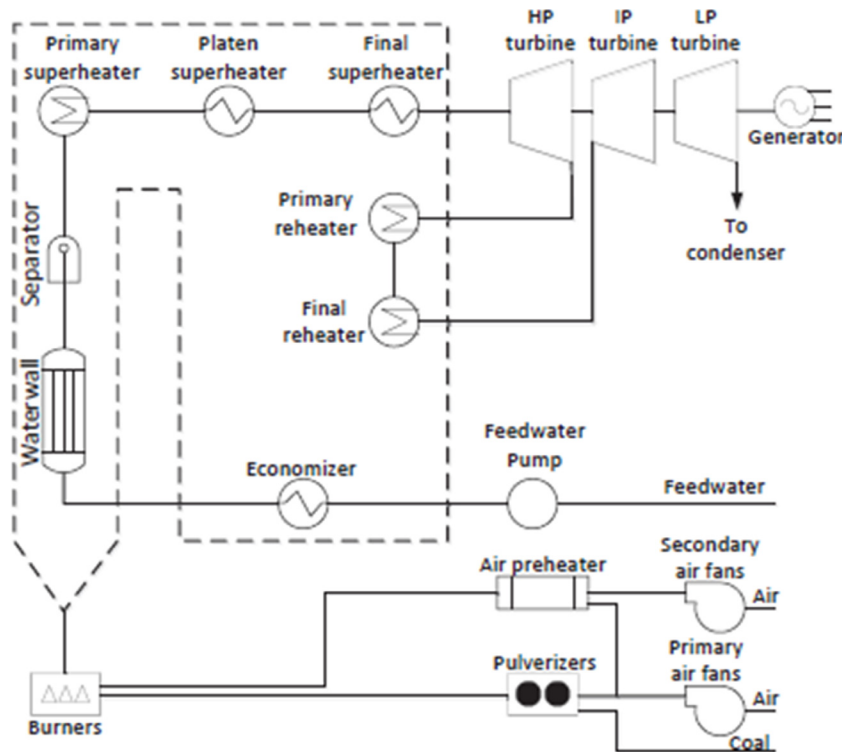 Primary
superheater
Platen
superheater
Final
superheater
HP
turbine
IP
turbine
LP
turbine
Generator
To
condenser
Primary
reheater
Final
reheater
Separator
Waterwall
Economizer
Feedwater
Pump
Feedwater
Air preheater
Secondary
air fans
Air
Pulverizers
Primary
air fans
Air
Coal
Burners